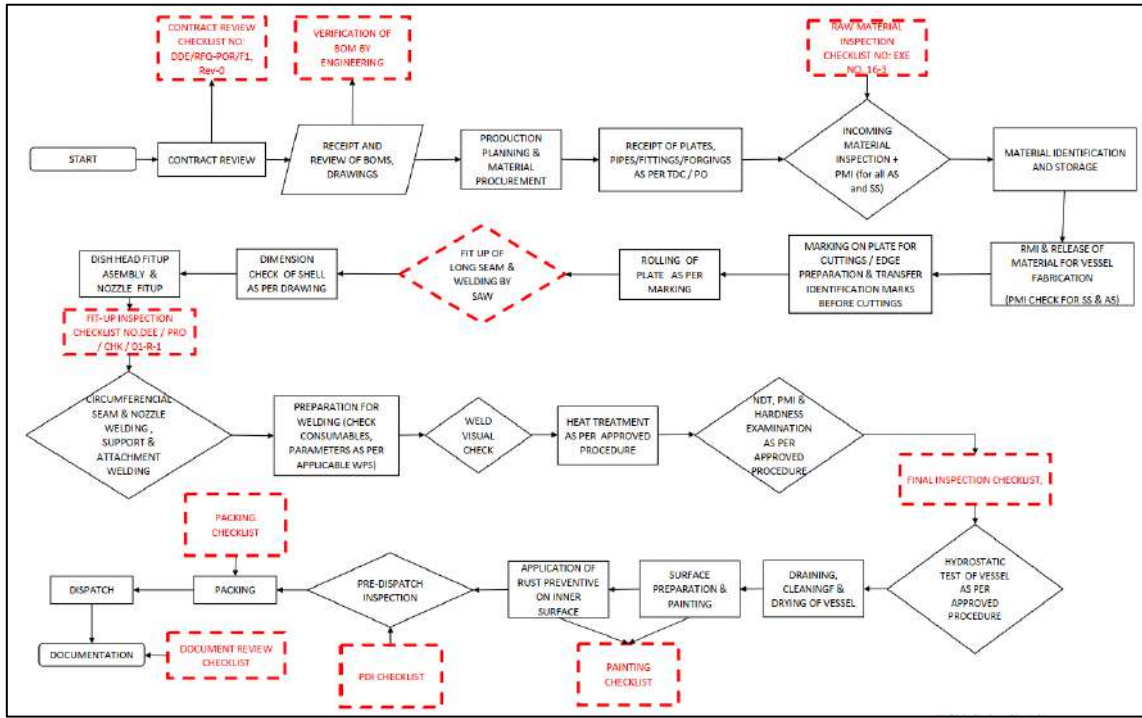 CONTRACT REVIEW
CHECKLIST NO:
DDE/RFQ-POR/F1,
Rev-0
VERIFICATION OF
BOM BY
ENGINEERING
RAW MATERIAL
INSPECTION
CHECKLIST NO: EXE
NO. 16-3
START
CONTRACT REVIEW
RECEIPT AND
REVIEW OF BOMS,
DRAWINGS
PRODUCTION
PLANNING &
MATERIAL
PROCUREMENT
RECEIPT OF PLATES,
PIPES/FITTINGS/FORGINGS
AS PER TDC / PO
INCOMING
MATERIAL
INSPECTION +
PMI (for all AS
and SS)
MATERIAL IDENTIFICATION
AND STORAGE
DISH HEAD FITUP
ASEMBLY &
NOZZLE FITUP
DIMENSION
CHECK OF SHELL
AS PER DRAWING
FIT UP OF
LONG SEAM &
WELDING BY
SAW
ROLLING OF
PLATE AS PER
MARKING
MARKING ON PLATE FOR
CUTTINGS / EDGE
PREPARATION & TRANSFER
IDENTIFICATION MARKS
BEFORE CUTTINGS
RMI & RELEASE OF
MATERIAL FOR VESSEL
FABRICATION
(PMI CHECK FOR SS & AS)
FIT-UP INSPECTION
CHECKLIST NO.DEE / PRO
/ CHK / 01-R-1
CIRCUMFERENCIAL
SEAM & NOZZLE
WELDING ,
SUPPORT &
ATTACHMENT
WELDING
PREPARATION FOR
WELDING (CHECK
CONSUMABLES,
PARAMETERS AS PER
APPLICABLE WPS)
WELD
VISUAL
CHECK
HEAT TREATMENT
AS PER APPROVED
PROCEDURE
NDT, PMI &
HARDNESS
EXAMINATION
AS PER
APPROVED
PROCEDURE
FINAL INSPECTION CHECKLIST,
PACKING
CHECKLIST
DISPATCH
PACKING
PRE-DISPATCH
INSPECTION
APPLICATION OF
RUST PREVENTIVE
ON INNER
SURFACE
SURFACE
PREPARATION &
PAINTING
DRAINING,
CLEANINGF &
DRYING OF VESSEL
HYDROSTATIC
TEST OF VESSEL
AS PER
APPROVED
PROCEDURE
DOCUMENTATION
DOCUMENT REVIEW
CHECKLIST
PDI CHECKLIST
PAINTING
CHECKLIST